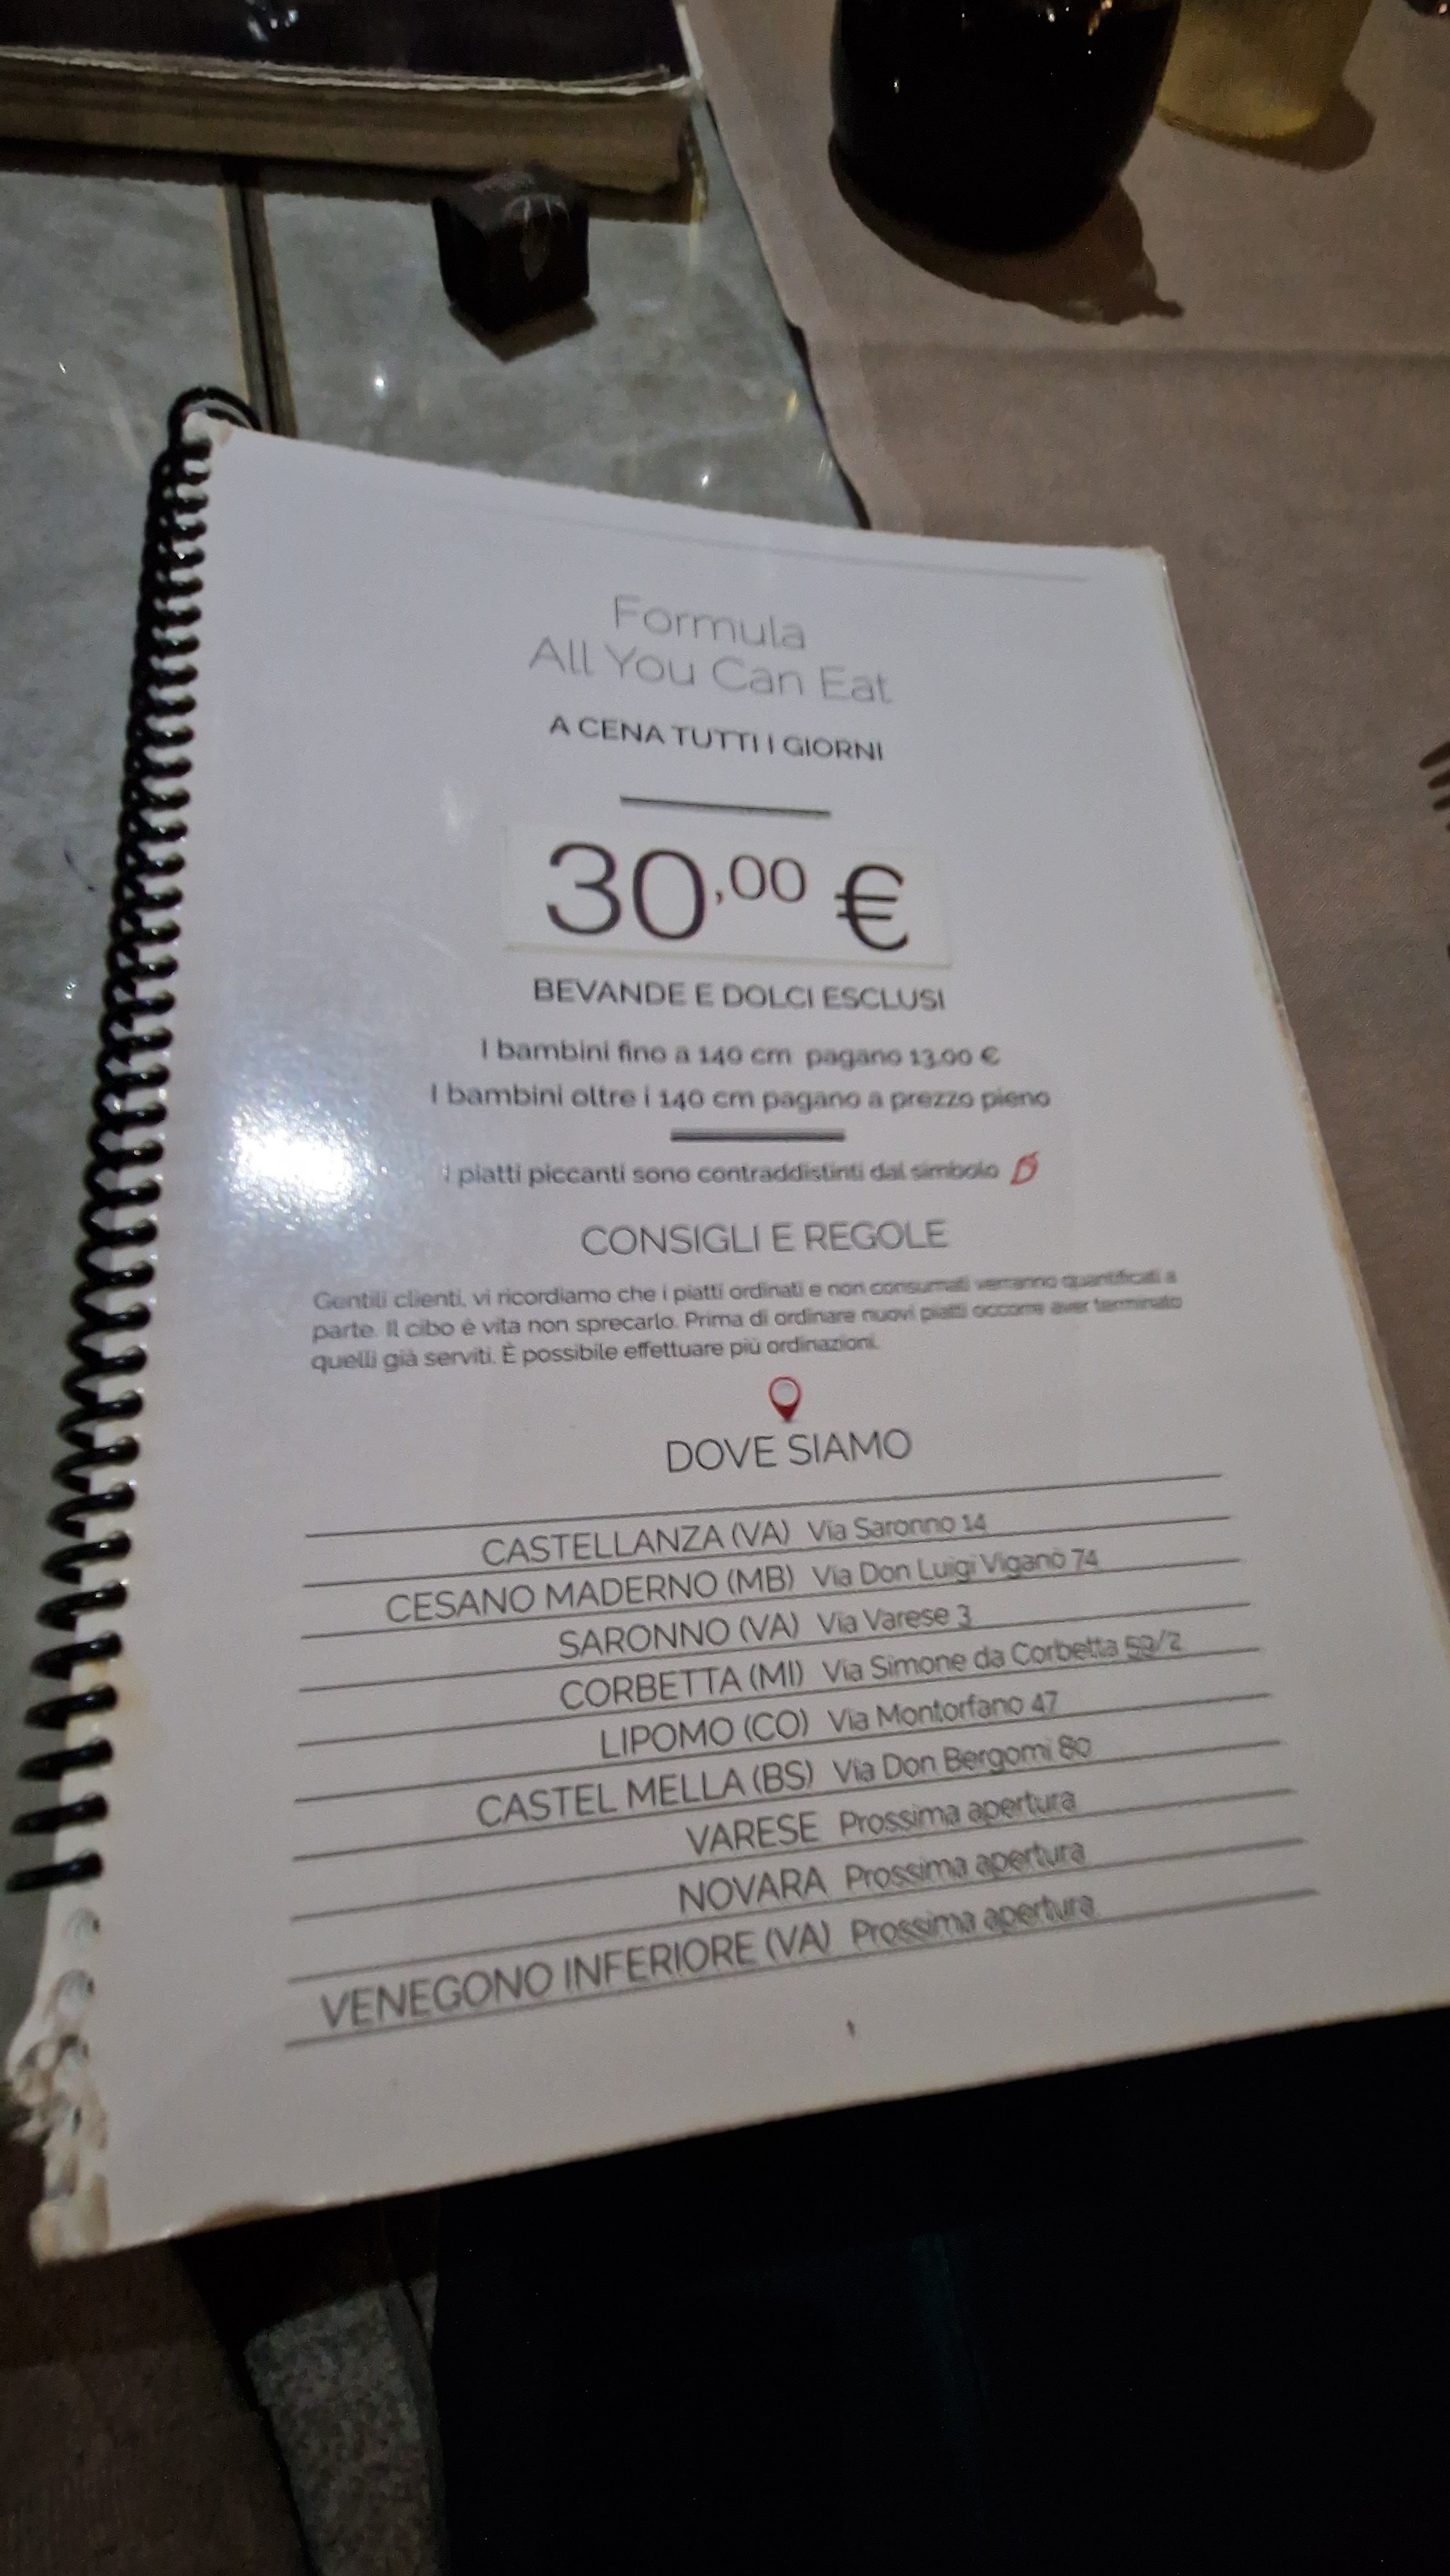 Formula
All You Can Eat
A CENA TUTTI I GIORNI
30,00 €
BEVANDE E DOLCI ESCLUSI
I bambini fino a 140 cm pagano 13,00 €
I bambini oltre i 140 cm pagano a prezzo pieno
I piatti piccanti sono contraddistinti dal simbolo
CONSIGLI E REGOLE
Gentili clienti, vi ricordiamo che i piatti ordinati e non consumati verranno quantificati a
parte. Il cibo è vita non sprecarlo. Prima di ordinare nuovi piatti occorre aver terminato
quelli già serviti. È possibile effettuare più ordinazioni.
DOVE SIAMO
CASTELLANZA (VA) Via Saronno 14
CESANO MADERNO (MB) Via Don Luigi Viganò 74
SARONNO (VA) Via Varese 3
CORBETTA (MI) Via Simone da Corbetta 59/2
LIPOMO (CO) Via Montorfano 47
CASTEL MELLA (BS) Via Don Bergomi 80
VARESE Prossima apertura
NOVARA Prossima apertura
VENEGONO INFERIORE (VA) Prossima apertura